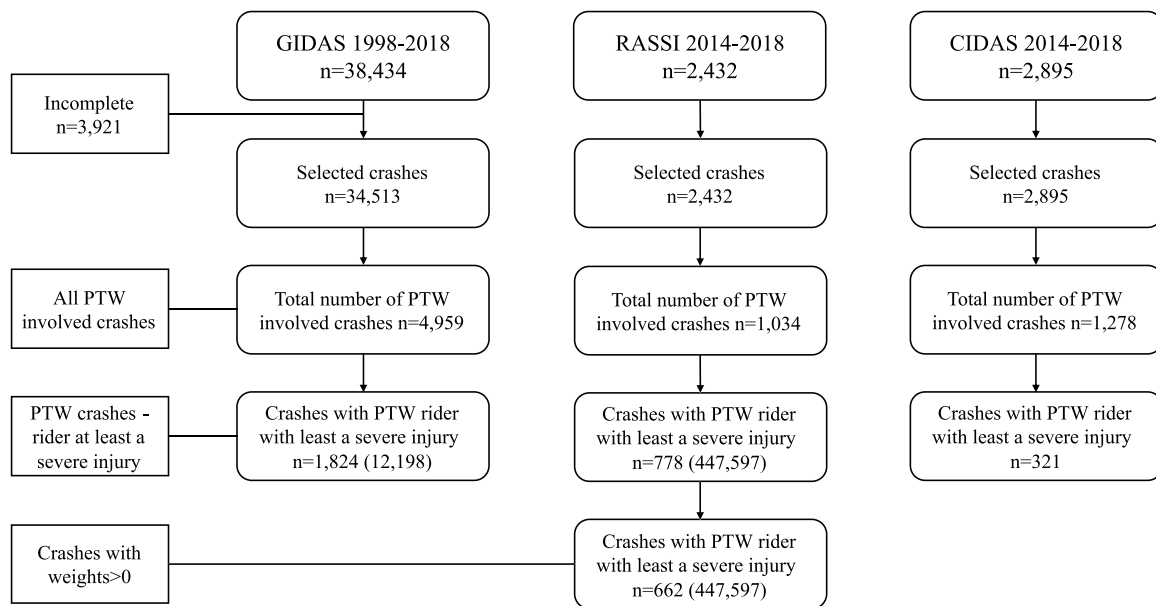 GIDAS 1998-2018
n=38,434
RASSI 2014-2018
n=2,432
CIDAS 2014-2018
n=2,895
Incomplete
n=3,921
Selected crashes
n=34,513
Selected crashes
n=2,432
Selected crashes
n=2,895
All PTW
involved crashes
Total number of PTW
involved crashes n=4,959
Total number of PTW
involved crashes n=1,034
Total number of PTW
involved crashes n=1,278
PTW crashes -
rider at least a
severe injury
Crashes with PTW rider
with least a severe injury
n=1,824 (12,198)
Crashes with PTW rider
with least a severe injury
n=778 (447,597)
Crashes with PTW rider
with least a severe injury
n=321
Crashes with
weights>0
Crashes with PTW rider
with least a severe injury
n=662 (447,597)